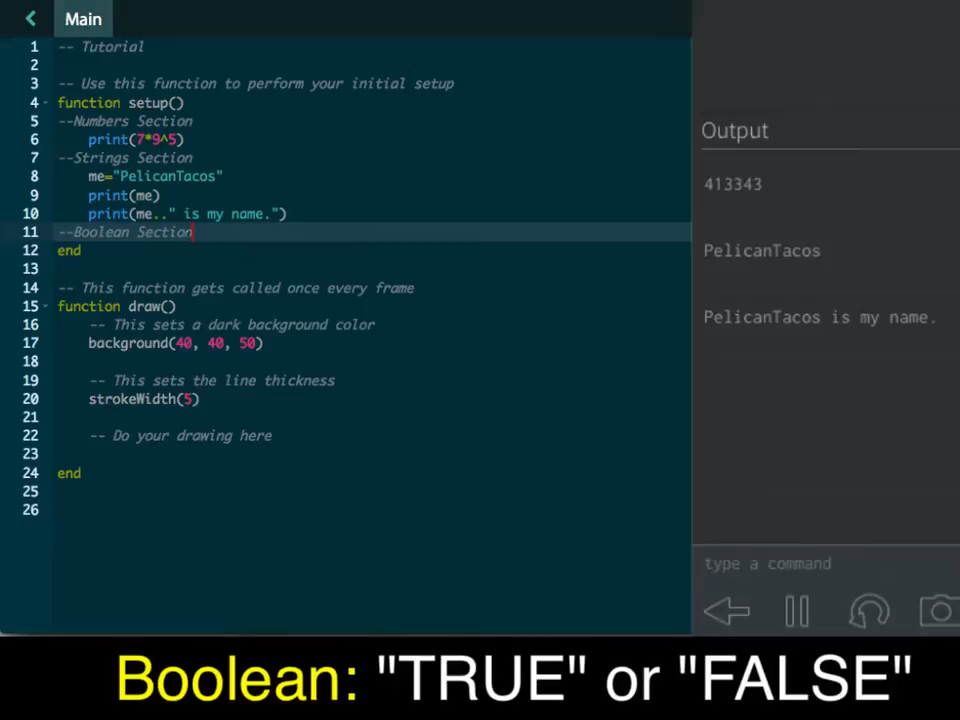 Main
1 -- Tutorial
2
3 -- Use this function to perform your initial setup
4 function setup()
5 --Numbers Section
6 print(7*9^5)
7 --Strings Section
8 me="PelicanTacos"
9 print(me)
10 print(me.." is my name.")
11 --Boolean Section
12 end
13
14 -- This function gets called once every frame
15 function draw()
16 -- This sets a dark background color
17 background(40, 40, 50)
18
19 -- This sets the line thickness
20 strokeWidth(5)
21
22 -- Do your drawing here
23
24 end
25
26
Output
413343
PelicanTacos
PelicanTacos is my name.
type a command
Boolean: "TRUE" or "FALSE"